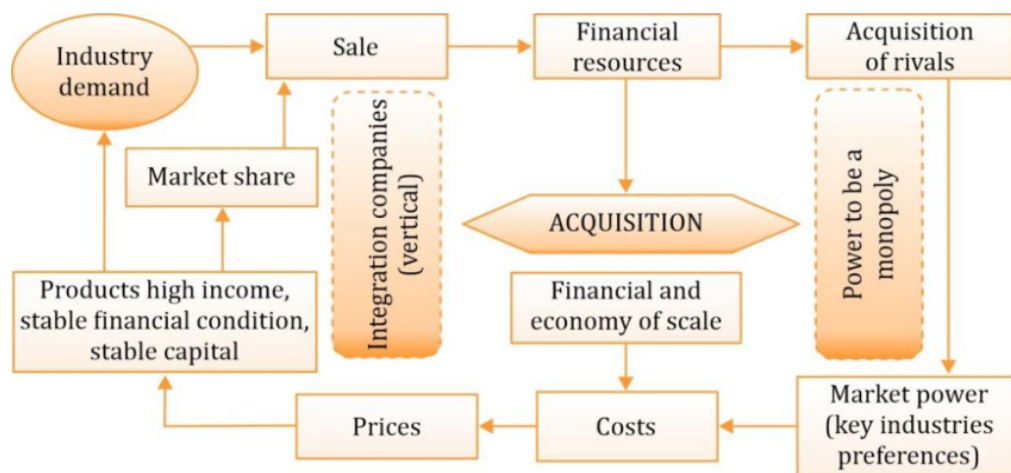 Industry
demand
Sale
Financial
resources
Acquisition
of rivals
Market share
Integration companies
(vertical)
ACQUISITION
Power to be a
monopoly
Products high income,
stable financial condition,
stable capital
Financial and
economy of scale
Prices
Costs
Market power
(key industries
preferences)